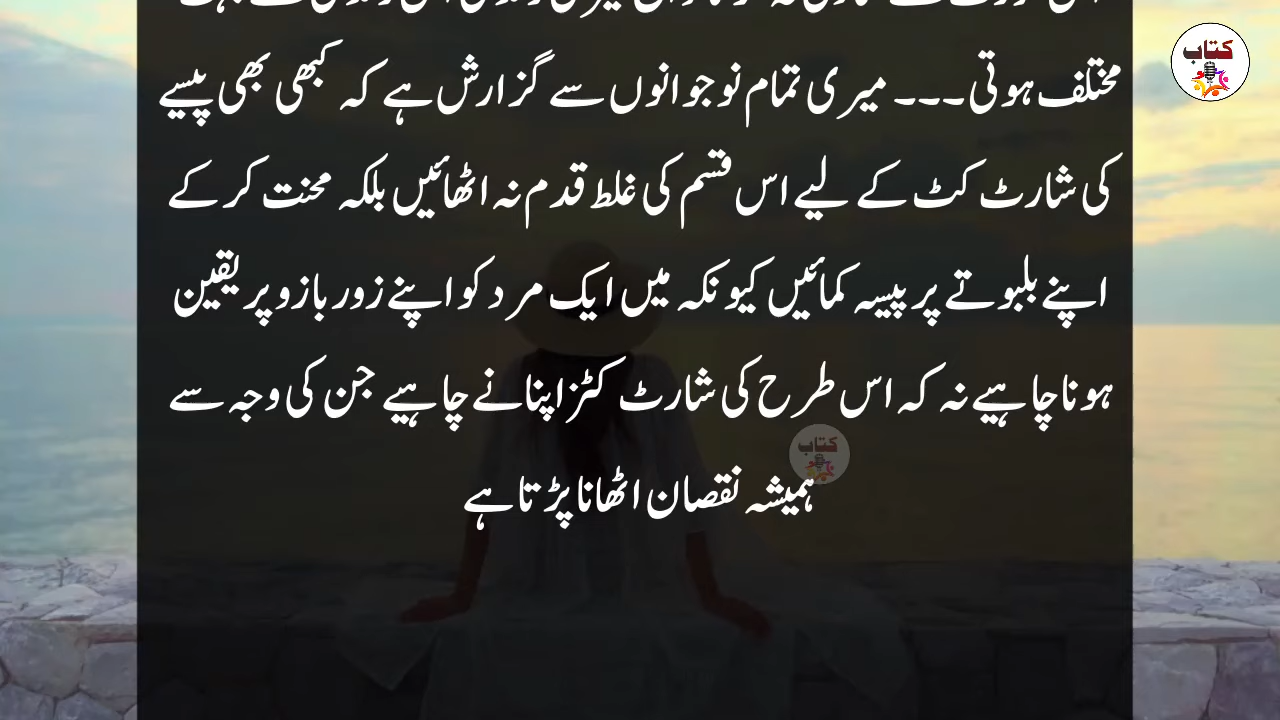 مختلف ہوتی۔۔۔ میری تمام نوجوانوں سے گزارش ہے کہ کبھی بھی پیسے
کی شارٹ کٹ کے لیے اس قسم کی غلط قدم نہ اٹھائیں بلکہ محنت کر کے
اپنے بلبوتے پر پیسہ کمائیں کیونکہ میں ایک مرد کو اپنے زور بازو پر یقین
ہونا چاہیے نہ کہ اس طرح کی شارٹ کٹز اپنانے چاہیے جن کی وجہ سے
ہمیشہ نقصان اٹھانا پڑتا ہے
کتاب
کتاب